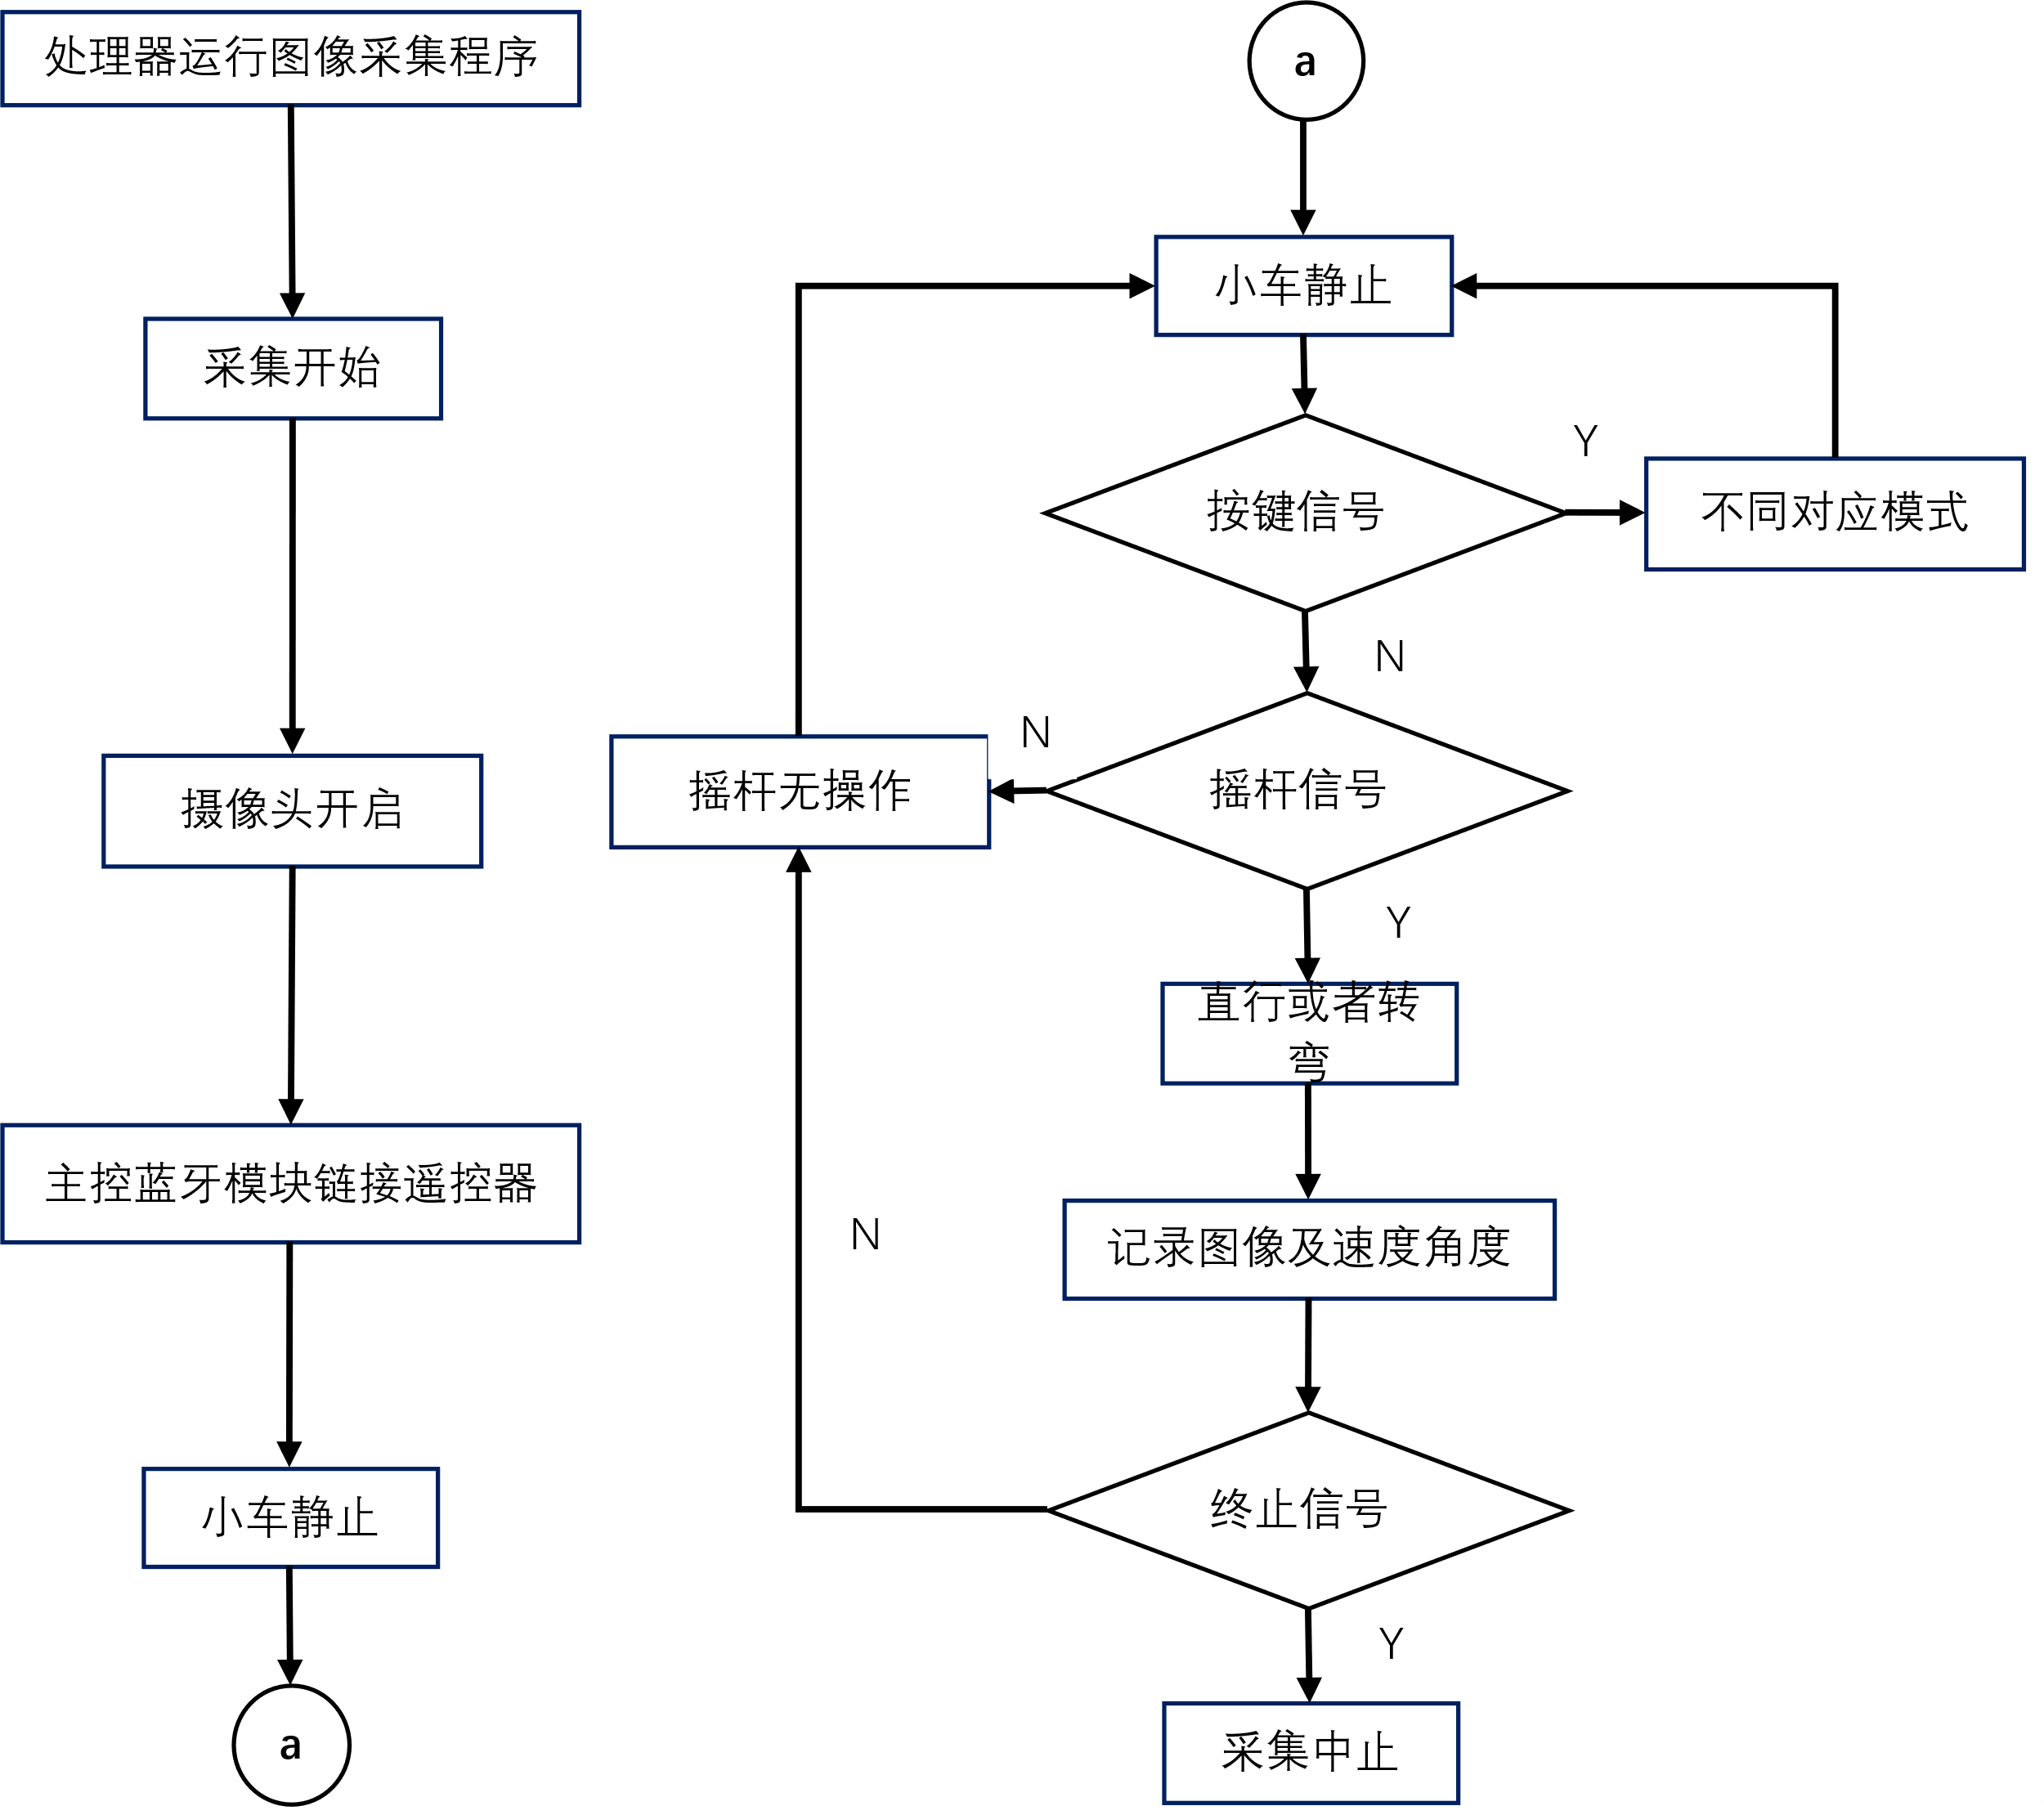 处理器运行图像采集程序
采集开始
摄像头开启
主控蓝牙模块链接遥控器
小车静止
a
a
小车静止
按键信号
Y
不同对应模式
N
摇杆信号
N
摇杆无操作
Y
直行或者转
弯
记录图像及速度角度
N
终止信号
Y
采集中止